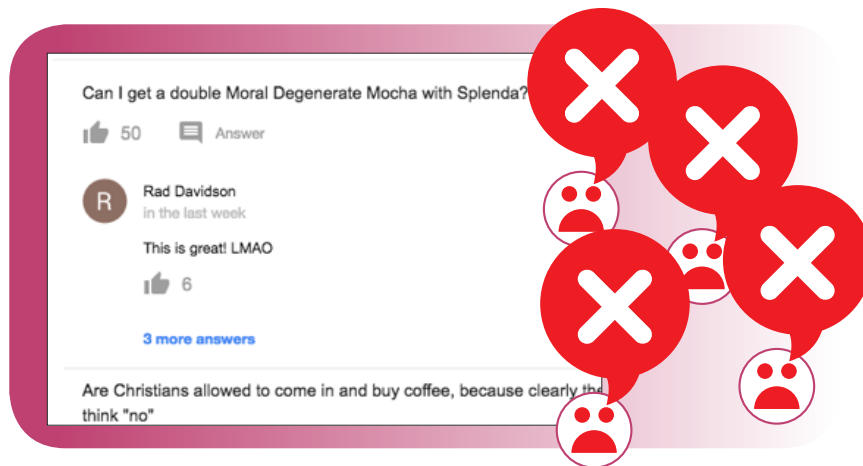 Can I get a double Moral Degenerate Mocha with Splenda?
50 Answer
R
Rad Davidson
in the last week
This is great! LMAO
6
3 more answers
Are Christians allowed to come in and buy coffee, because clearly
think "no"